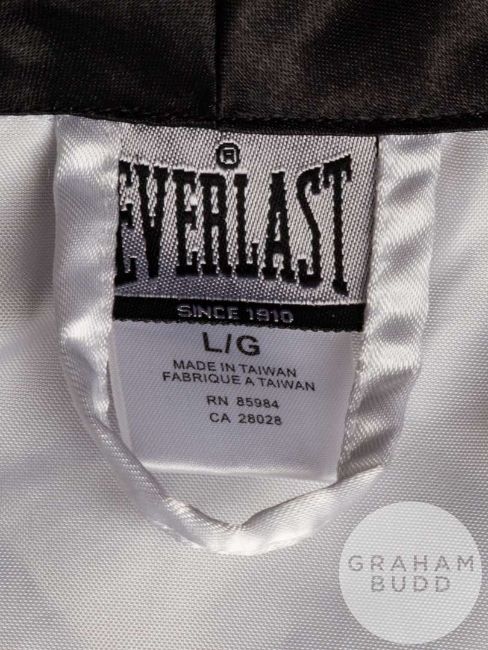 ®
EVERLAST
SINCE 1910
L/G
MADE IN TAIWAN
FABRIQUE A TAIWAN
RN 85984
CA 28028
GRAHAM
BUDD